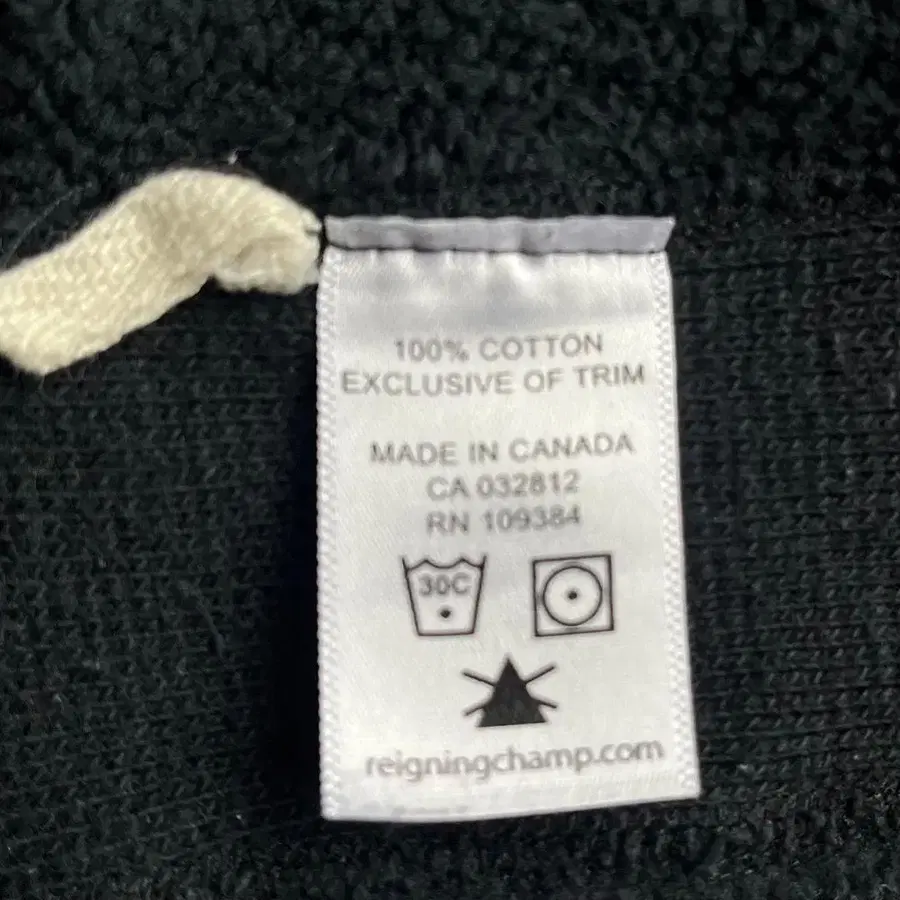 100% COTTON
EXCLUSIVE OF TRIM
MADE IN CANADA
CA 032812
RN 109384
30C
reigningchamp.com